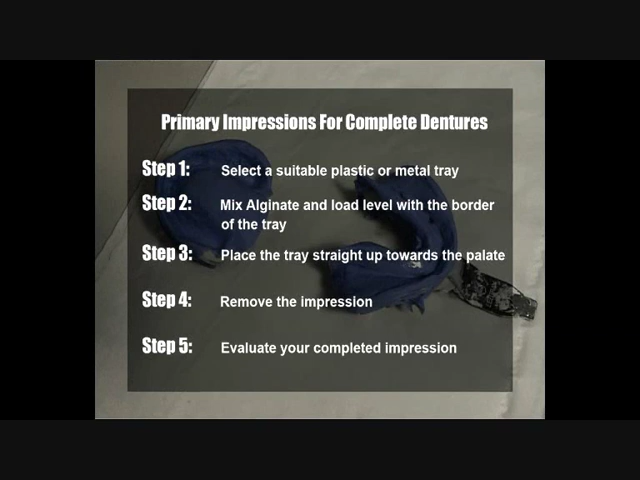 Primary Impressions For Complete Dentures
Step 1: Select a suitable plastic or metal tray
Step 2: Mix Alginate and load level with the border
of the tray
Step 3: Place the tray straight up towards the palate
Step 4: Remove the impression
Step 5: Evaluate your completed impression